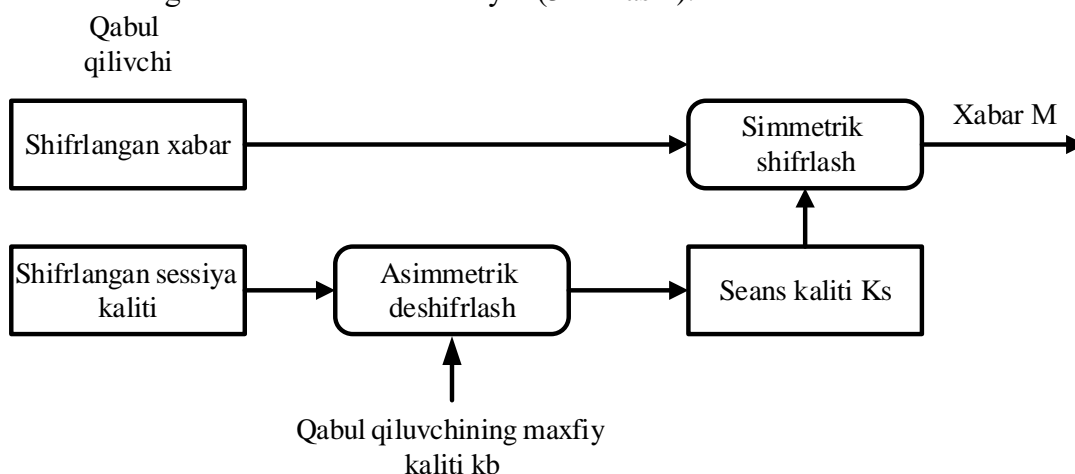 Qabul
qilivchi
Shifrlangan xabar
Simmetrik
shifrlash
Xabar M
Shifrlangan sessiya
kaliti
Asimmetrik
deshifrlash
Seans kaliti Ks
Qabul qiluvchining maxfiy
kaliti kb